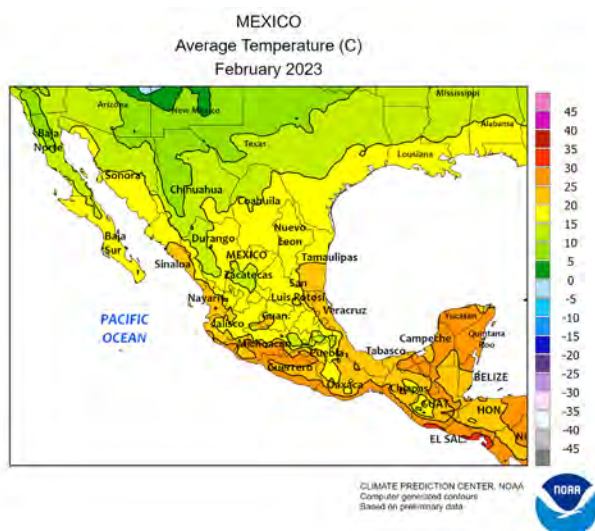 MEXICO
Average Temperature (C)
February 2023
Mississippi
Arizona
New Mexico
Alabama
Baja
Norte
Texas
Louisiana
Sonora
Chihuahua
Coahuila
Nuevo
Leon
Baja
Sur
Durango
MEXICO
Tamaulipas
Sinaloa
Zacatecas
San
Luis Potosi
Nayarit
Veracruz
Yucatan
PACIFIC
OCEAN
Jalisco
Guan.
Quintana
Roo
Campeche
Michoacan
Puebla
Tabasco
Guerrero
BELIZE
Oaxaca
Chiapas
GUAT
HON
EL SAL
NI
45
40
35
30
25
20
15
10
5
0
-5
-10
-15
-20
-25
-30
-35
-40
-45
CLIMATE PREDICTION CENTER, NOAA
Computer generated contours
Based on preliminary data
NOAA